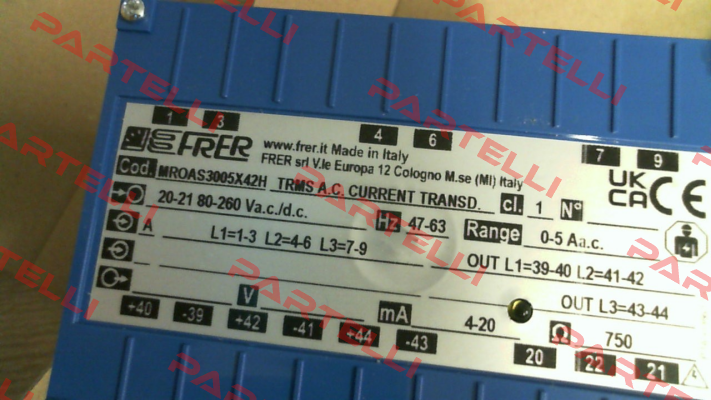 1 3 4 6 7 9
FRER www.frer.it Made in Italy
FRER srl V.le Europa 12 Cologno M.se (MI) Italy
UK CA CE
Cod. MROAS3005X42H TRMS A.C. CURRENT TRANSD. cl. 1 N°
20-21 80-260 Va.c./d.c. Hz 47-63 Range 0-5 Aa.c.
A L1=1-3 L2=4-6 L3=7-9 OUT L1=39-40 L2=41-42
OUT L3=43-44
V mA 4-20 Ω 750
+40 -39 +42 -41 +44 -43 20 22 21
PARTELLI